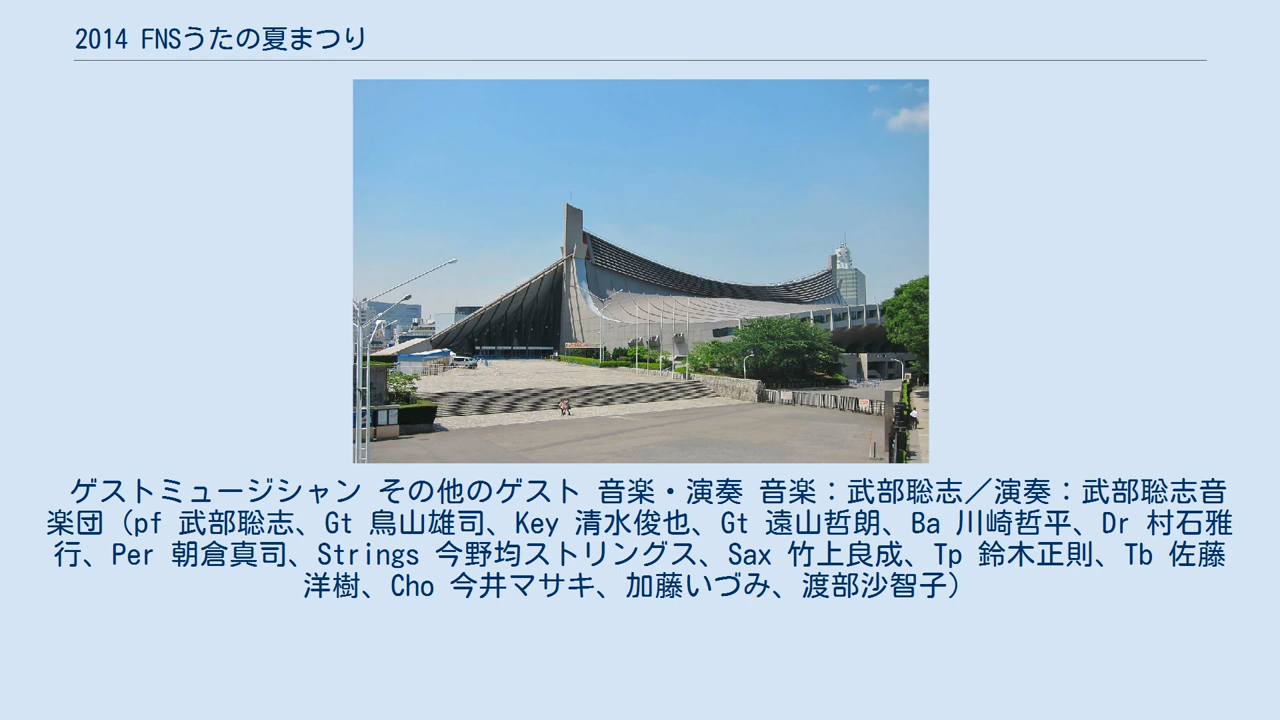 2014 FNSうたの夏まつり
ゲストミュージシャン その他のゲスト 音楽・演奏 音楽：武部聡志／演奏：武部聡志音
楽団（pf 武部聡志、Gt 鳥山雄司、Key 清水俊也、Gt 遠山哲朗、Ba 川崎哲平、Dr 村石雅
行、Per 朝倉真司、Strings 今野均ストリングス、Sax 竹上良成、Tp 鈴木正則、Tb 佐藤
洋樹、Cho 今井マサキ、加藤いづみ、渡部沙智子）